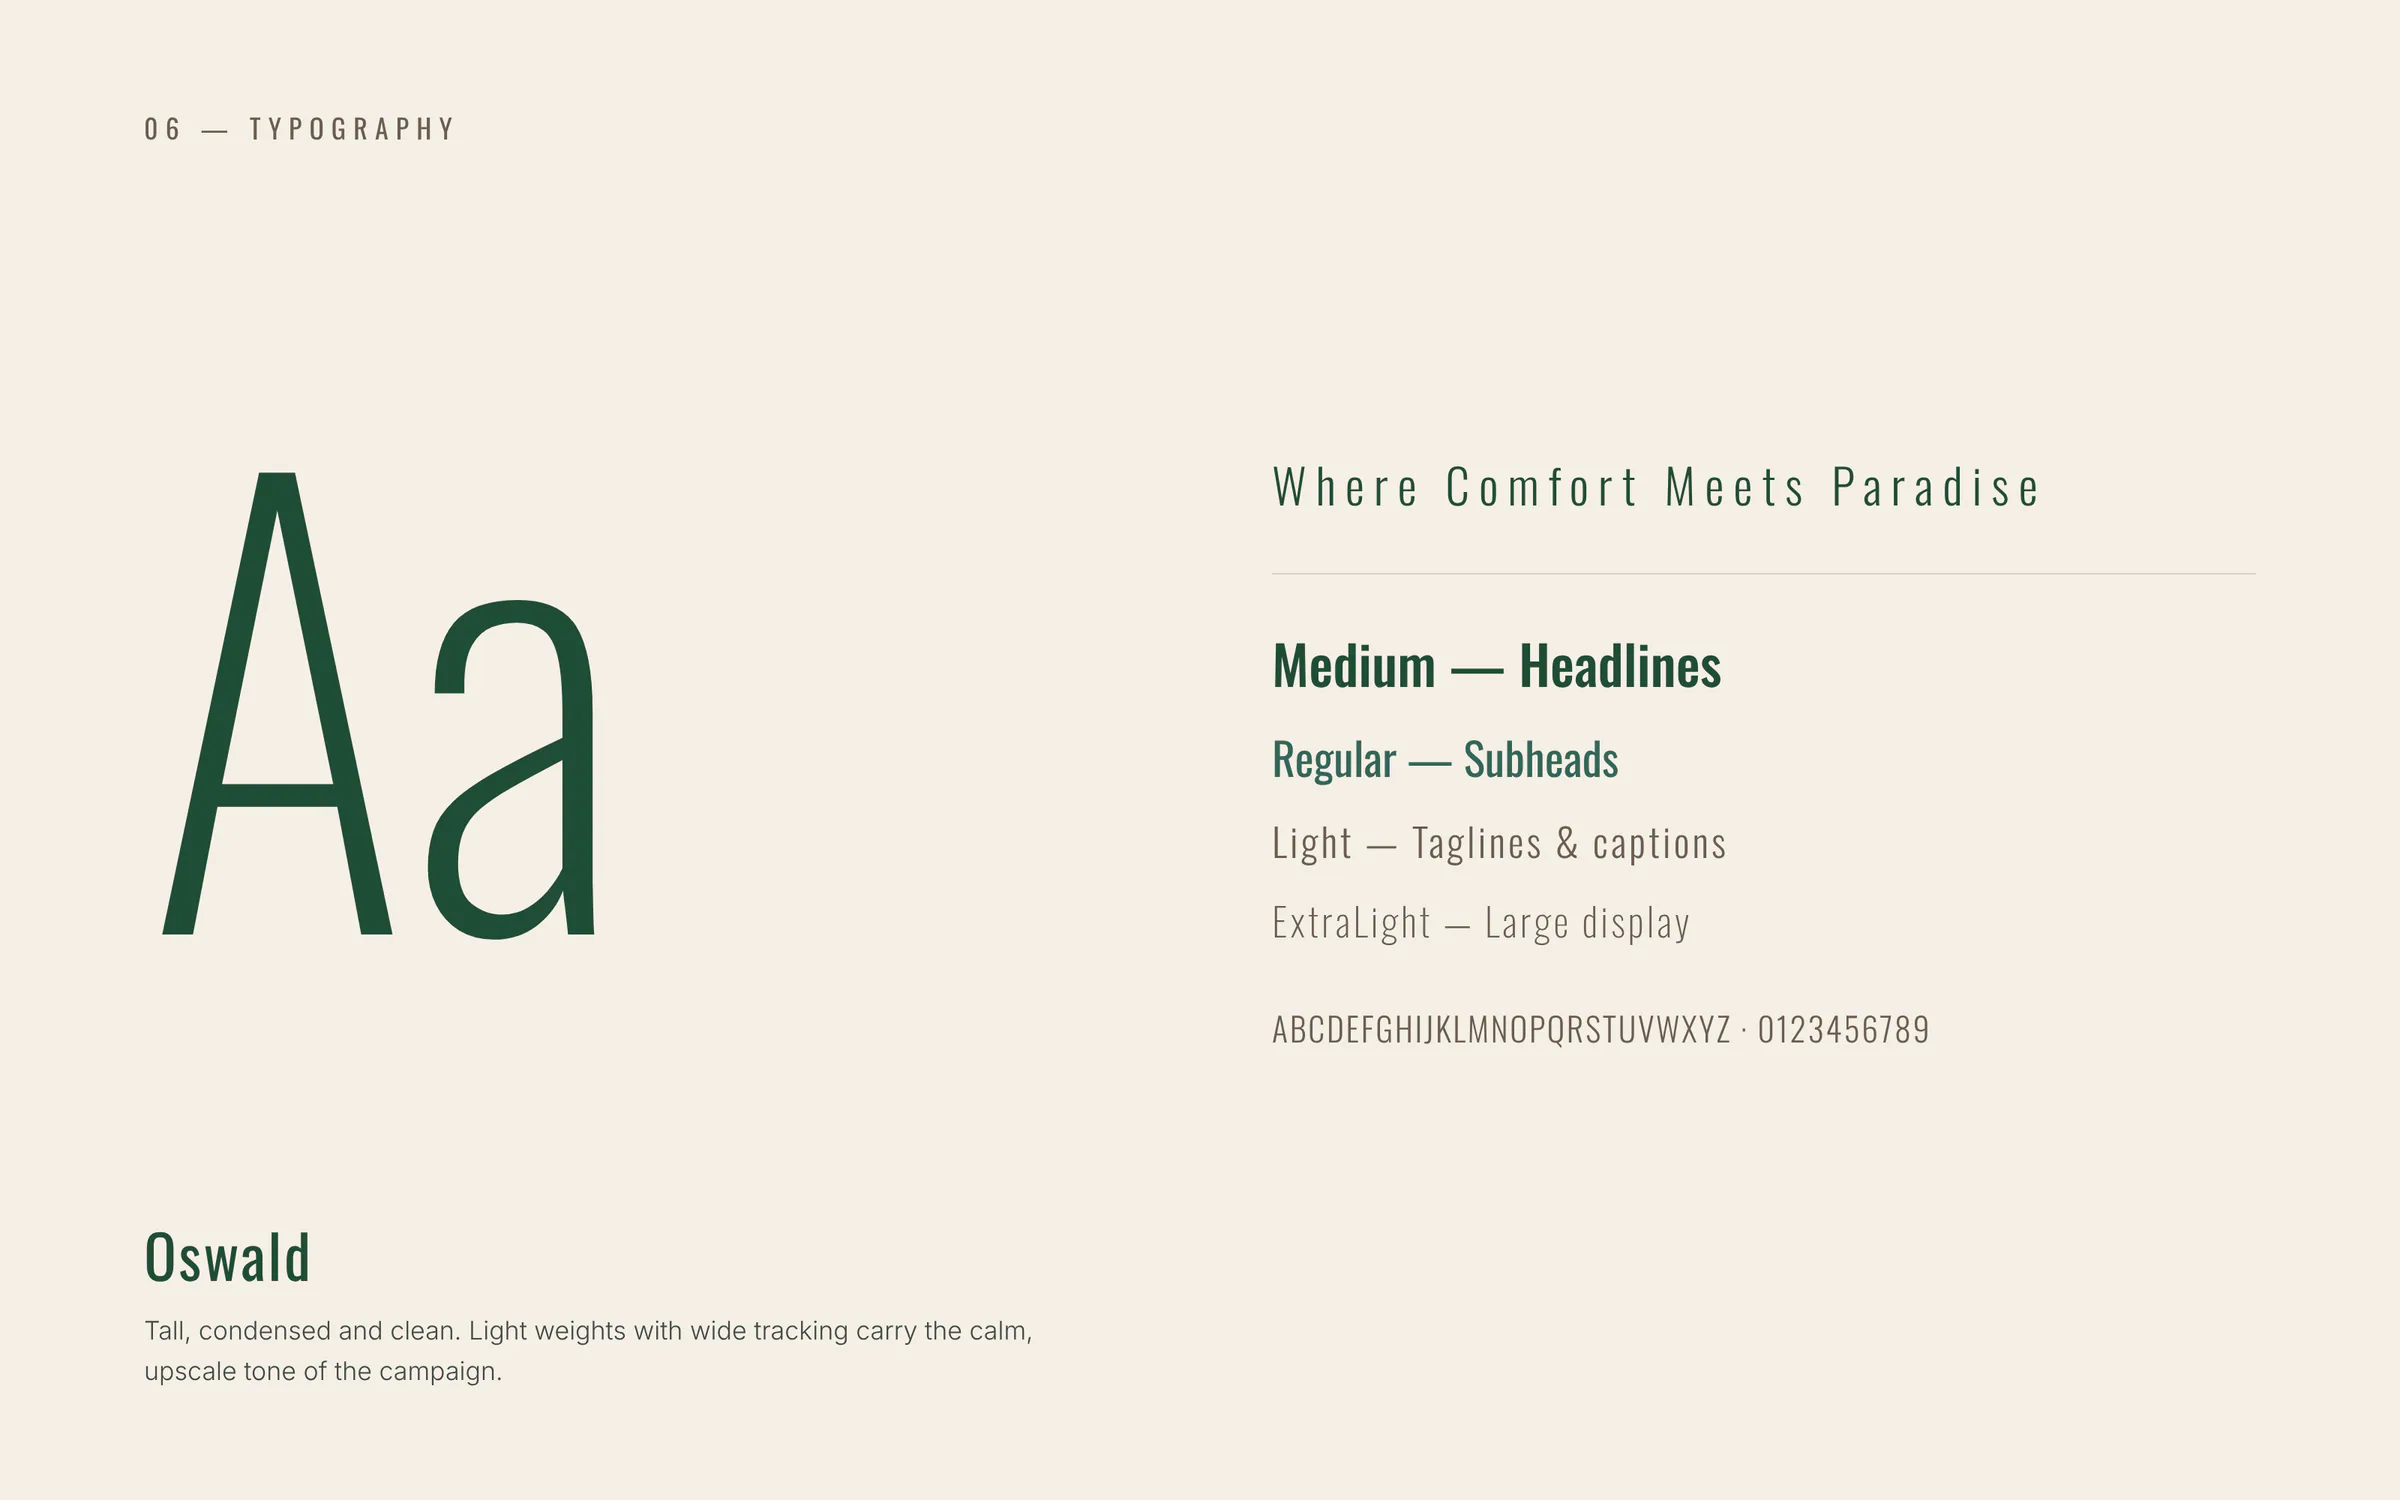 06 — TYPOGRAPHY
Aa
Where Comfort Meets Paradise
Medium — Headlines
Regular — Subheads
Light — Taglines & captions
ExtraLight — Large display
ABCDEFGHIJKLMNOPQRSTUVWXYZ · 0123456789
Oswald
Tall, condensed and clean. Light weights with wide tracking carry the calm,
upscale tone of the campaign.